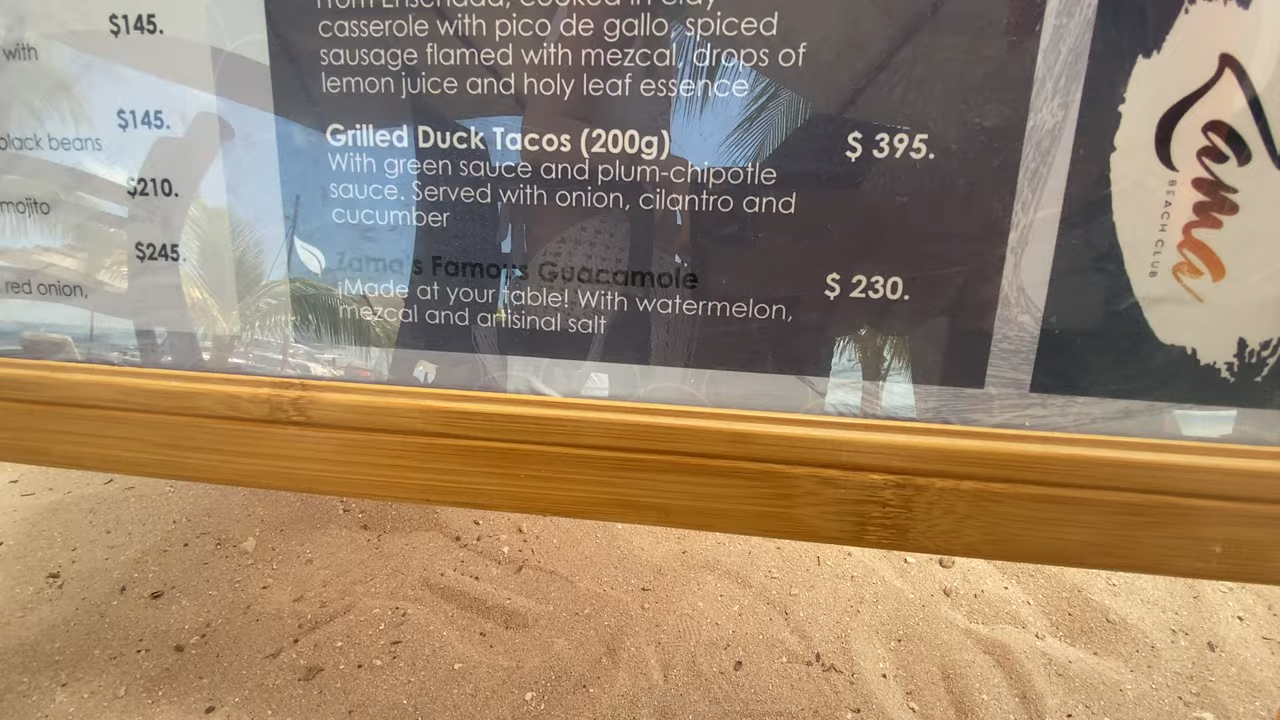 $145.
with
$145.
black beans
$210.
mojito
$245.
red onion,
casserole with pico de gallo, spiced
sausage flamed with mezcal, drops of
lemon juice and holy leaf essence
Grilled Duck Tacos (200g) $ 395.
With green sauce and plum-chipotle
sauce. Served with onion, cilantro and
cucumber
Zama's Famous Guacamole
$ 230.
¡Made at your table! With watermelon,
mezcal and artisinal salt
Zama
BEACH CLUB